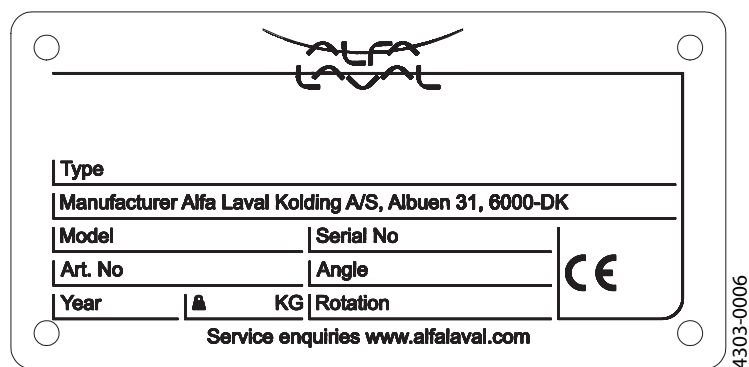 ALFA
LAVAL
Type
Manufacturer Alfa Laval Kolding A/S, Albuen 31, 6000-DK
Model Serial No
Art. No Angle
CE
Year KG Rotation
Service enquiries www.alfalaval.com
4303-0006